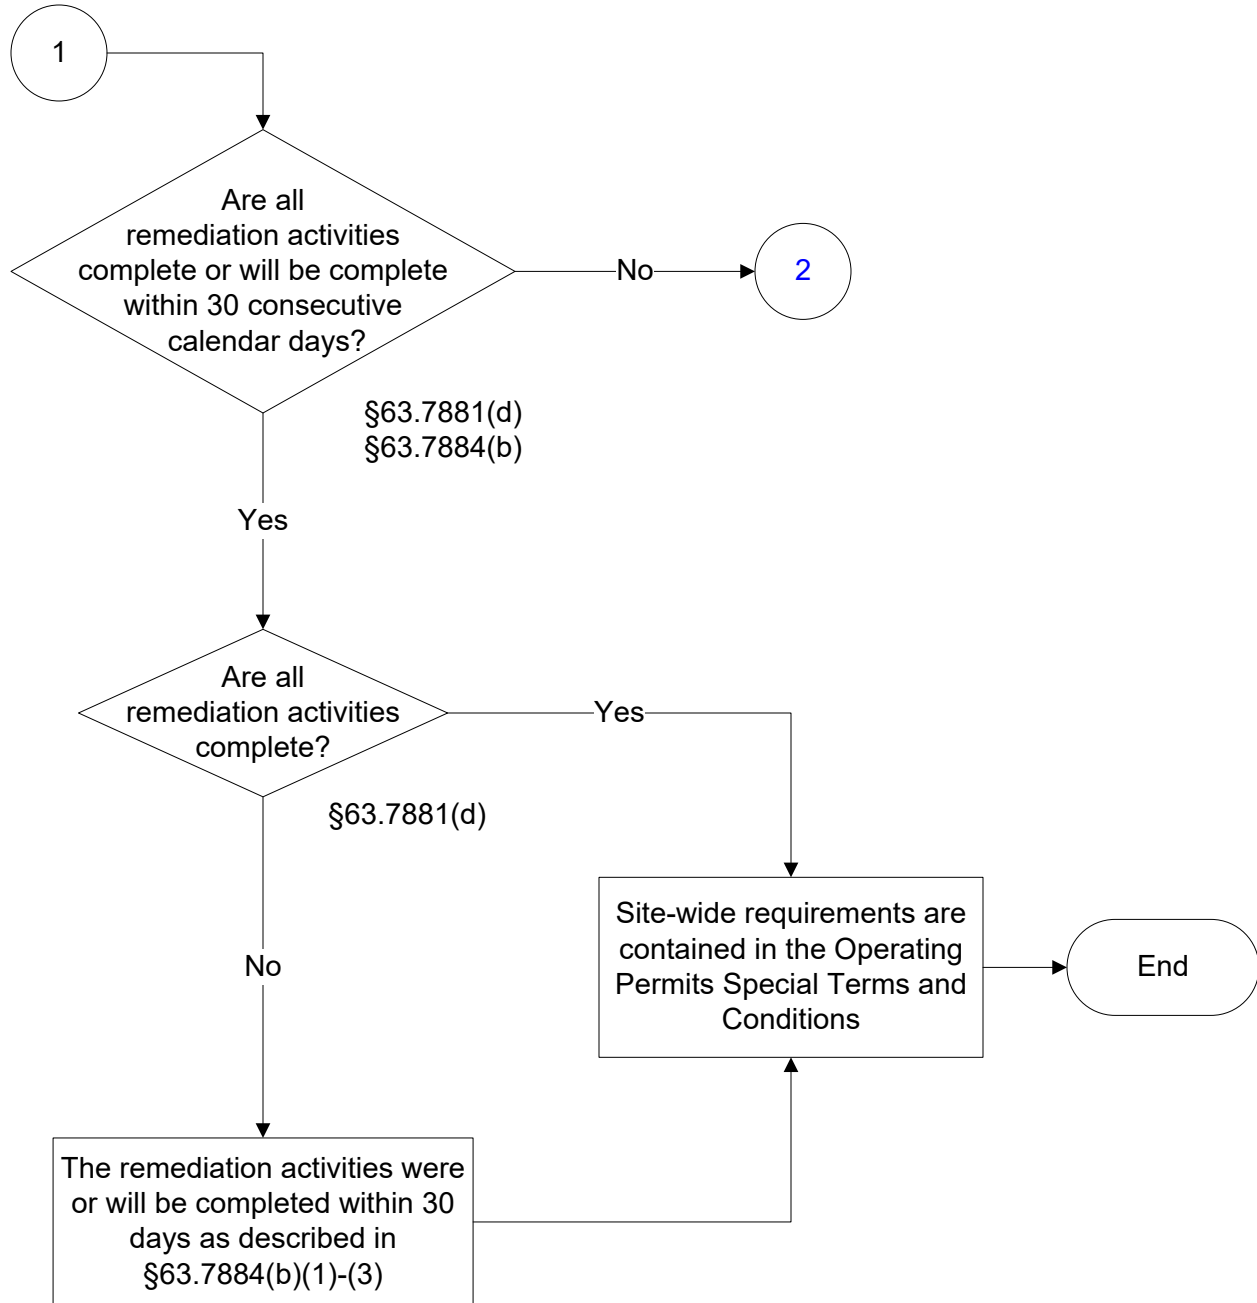 1
Are all
remediation activities
complete or will be complete
within 30 consecutive
calendar days?
No
2
§63.7881(d)
§63.7884(b)
Yes
Are all
remediation activities
complete?
Yes
§63.7881(d)
Site-wide requirements are
contained in the Operating
Permits Special Terms and
Conditions
End
No
The remediation activities were
or will be completed within 30
days as described in
§63.7884(b)(1)-(3)